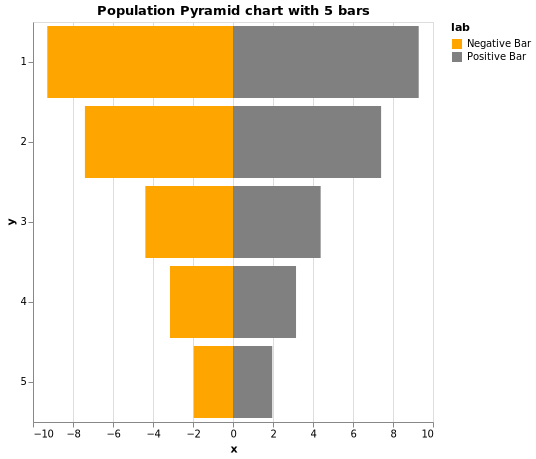 Population Pyramid chart with 5 bars
lab
Negative Bar
Positive Bar
y
1
2
3
4
5
−10 −8 −6 −4 −2 0 2 4 6 8 10
x